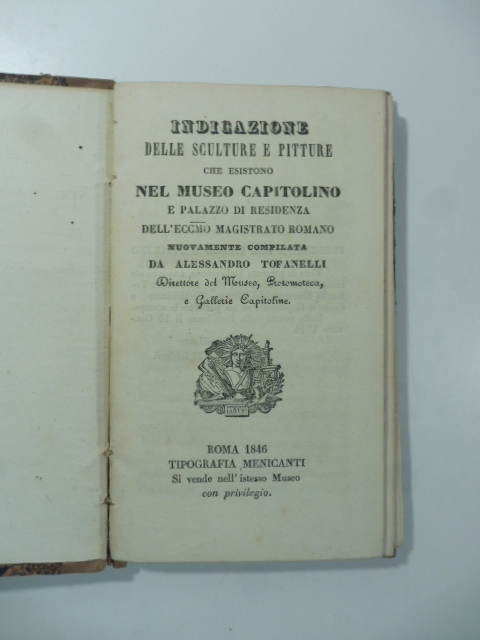 INDICAZIONE
DELLE SCULTURE E PITTURE
CHE ESISTONO
NEL MUSEO CAPITOLINO
E PALAZZO DI RESIDENZA
DELL'ECCMO MAGISTRATO ROMANO
NUOVAMENTE COMPILATA
DA ALESSANDRO TOFANELLI
Direttore del Museo, Protomoteca,
e Gallerie Capitoline.
ROMA 1846
TIPOGRAFIA MENICANTI
Si vende nell'istesso Museo
con privilegio.